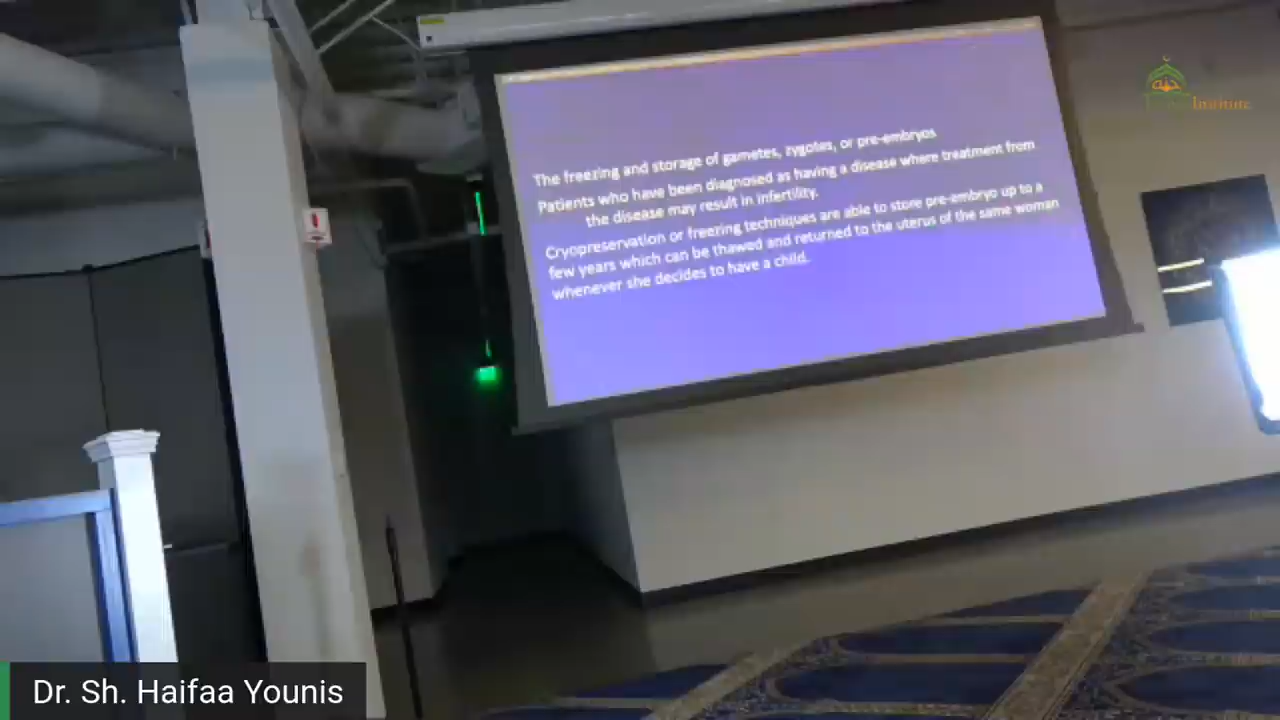 The freezing and storage of gametes, zygotes, or pre-embryos
Patients who have been diagnosed as having a disease where treatment from
the disease may result in infertility.
Cryopreservation or freezing techniques are able to store pre-embryo up to a
few years which can be thawed and returned to the uterus of the same woman
whenever she decides to have a child.
Institute
Dr. Sh. Haifaa Younis